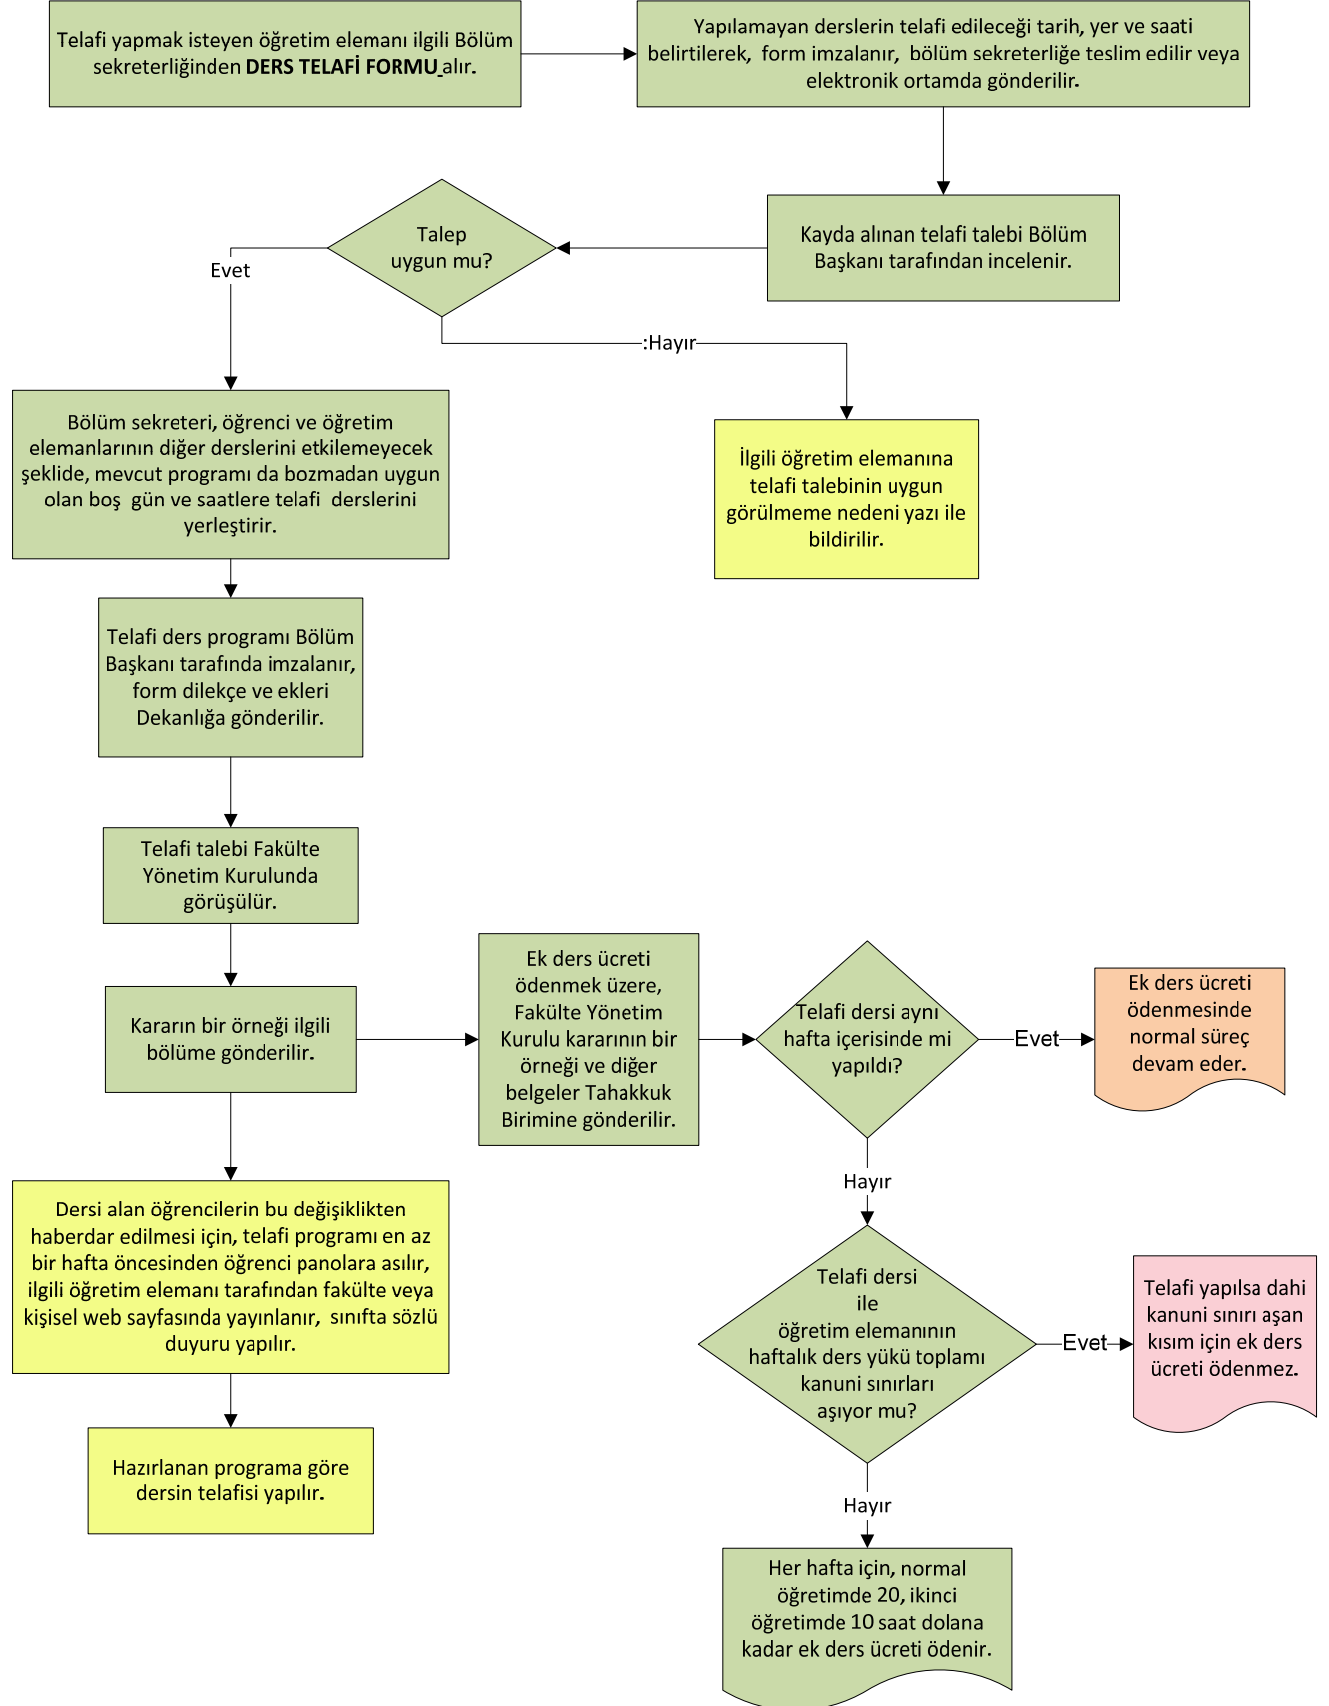 Telafi yapmak isteyen öğretim elemanı ilgili Bölüm
sekreterliğinden DERS TELAFİ FORMU alır.
Yapılamayan derslerin telafi edileceği tarih, yer ve saati
belirtilerek, form imzalanır, bölüm sekreterliğe teslim edilir veya
elektronik ortamda gönderilir.
Kayda alınan telafi talebi Bölüm
Başkanı tarafından incelenir.
Talep
uygun mu?
Evet
:Hayır
Bölüm sekreteri, öğrenci ve öğretim
elemanlarının diğer derslerini etkilemeyecek
şeklide, mevcut programı da bozmadan uygun
olan boş gün ve saatlere telafi derslerini
yerleştirir.
İlgili öğretim elemanına
telafi talebinin uygun
görülmeme nedeni yazı ile
bildirilir.
Telafi ders programı Bölüm
Başkanı tarafında imzalanır,
form dilekçe ve ekleri
Dekanlığa gönderilir.
Telafi talebi Fakülte
Yönetim Kurulunda
görüşülür.
Kararın bir örneği ilgili
bölüme gönderilir.
Ek ders ücreti
ödenmek üzere,
Fakülte Yönetim
Kurulu kararının bir
örneği ve diğer
belgeler Tahakkuk
Birimine gönderilir.
Telafi dersi aynı
hafta içerisinde mi
yapıldı?
Evet
Ek ders ücreti
ödenmesinde
normal süreç
devam eder.
Hayır
Dersi alan öğrencilerin bu değişiklikten
haberdar edilmesi için, telafi programı en az
bir hafta öncesinden öğrenci panolara asılır,
ilgili öğretim elemanı tarafından fakülte veya
kişisel web sayfasında yayınlanır, sınıfta sözlü
duyuru yapılır.
Telafi dersi
ile
öğretim elemanının
haftalık ders yükü toplamı
kanuni sınırları
aşıyor mu?
Evet
Telafi yapılsa dahi
kanuni sınırı aşan
kısım için ek ders
ücreti ödenmez.
Hazırlanan programa göre
dersin telafisi yapılır.
Hayır
Her hafta için, normal
öğretimde 20, ikinci
öğretimde 10 saat dolana
kadar ek ders ücreti ödenir.